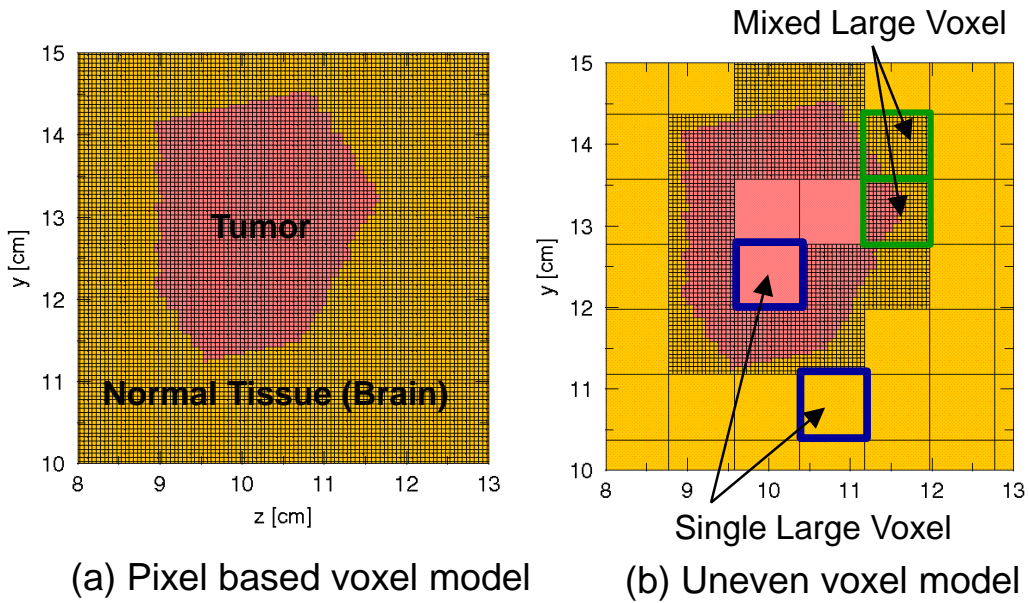 Mixed Large Voxel
15
14
13
12
11
10
y [cm]
Tumor
Normal Tissue (Brain)
8 9 10 11 12 13
z [cm]
15
14
13
12
11
10
y [cm]
8 9 10 11 12 13
Single Large Voxel
(a) Pixel based voxel model
(b) Uneven voxel model